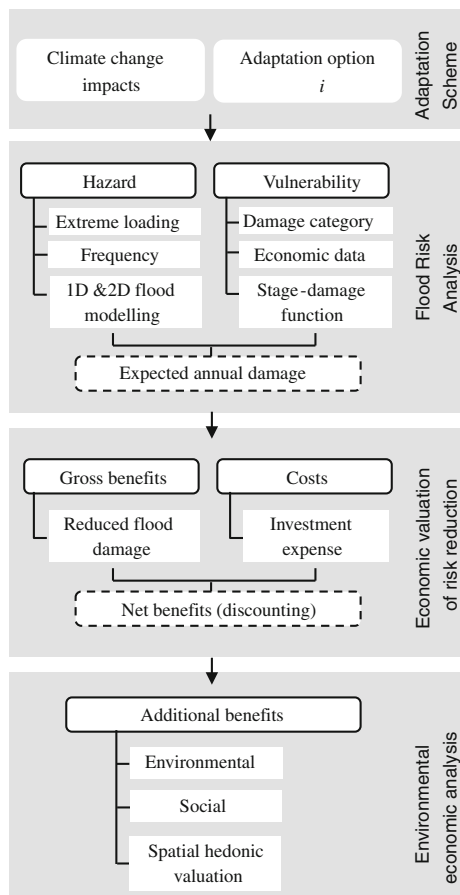 Climate change
impacts
Adaptation option
i
Adaptation
Scheme
Hazard
Extreme loading
Frequency
1D &2D flood
modelling
Vulnerability
Damage category
Economic data
Stage-damage
function
Expected annual damage
Flood Risk
Analysis
Gross benefits
Reduced flood
damage
Costs
Investment
expense
Net benefits (discounting)
Economic valuation
of risk reduction
Additional benefits
Environmental
Social
Spatial hedonic
valuation
Environmental
economic analysis